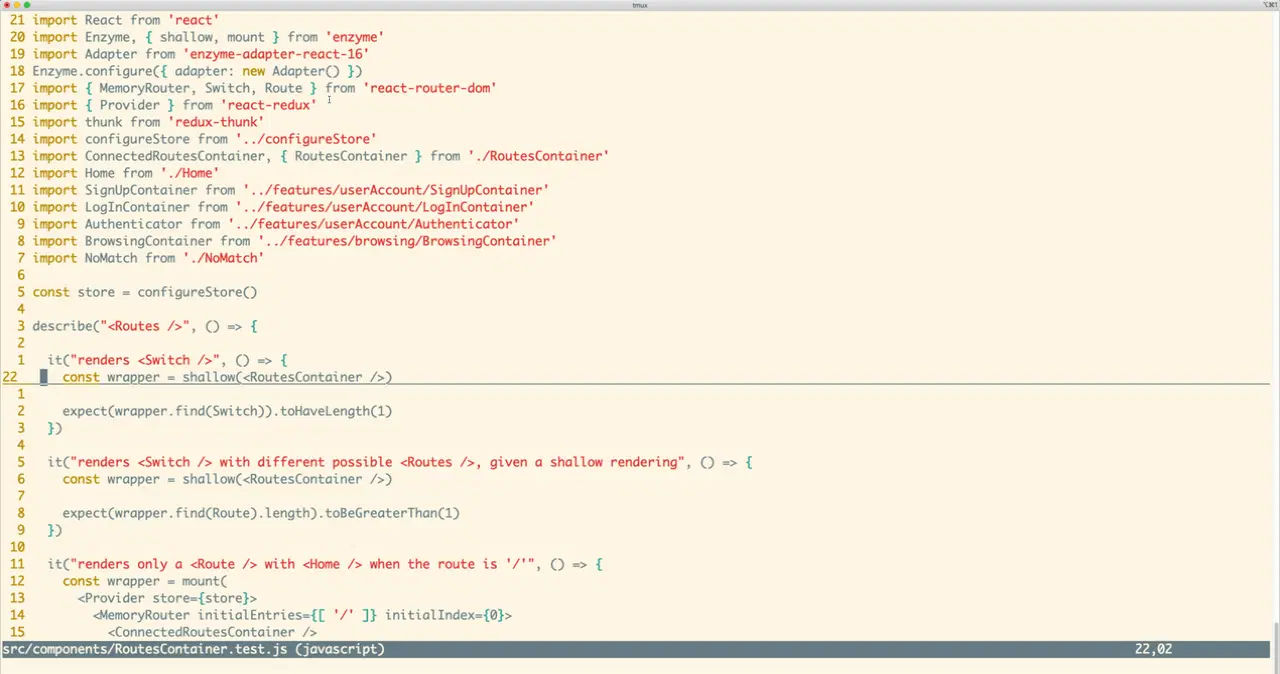 tmux
⌥⌘1
21 import React from 'react'
20 import Enzyme, { shallow, mount } from 'enzyme'
19 import Adapter from 'enzyme-adapter-react-16'
18 Enzyme.configure({ adapter: new Adapter() })
17 import { MemoryRouter, Switch, Route } from 'react-router-dom'
16 import { Provider } from 'react-redux'
15 import thunk from 'redux-thunk'
14 import configureStore from '../configureStore'
13 import ConnectedRoutesContainer, { RoutesContainer } from './RoutesContainer'
12 import Home from './Home'
11 import SignUpContainer from '../features/userAccount/SignUpContainer'
10 import LogInContainer from '../features/userAccount/LogInContainer'
9 import Authenticator from '../features/userAccount/Authenticator'
8 import BrowsingContainer from '../features/browsing/BrowsingContainer'
7 import NoMatch from './NoMatch'
6
5 const store = configureStore()
4
3 describe("<Routes />", () => {
2
1   it("renders <Switch />", () => {
22     const wrapper = shallow(<RoutesContainer />)
1
2     expect(wrapper.find(Switch)).toHaveLength(1)
3   })
4
5   it("renders <Switch /> with different possible <Routes />, given a shallow rendering", () => {
6     const wrapper = shallow(<RoutesContainer />)
7
8     expect(wrapper.find(Route).length).toBeGreaterThan(1)
9   })
10
11   it("renders only a <Route /> with <Home /> when the route is '/'", () => {
12     const wrapper = mount(
13       <Provider store={store}>
14         <MemoryRouter initialEntries={[ '/' ]} initialIndex={0}>
15           <ConnectedRoutesContainer />
src/components/RoutesContainer.test.js (javascript) 22,02